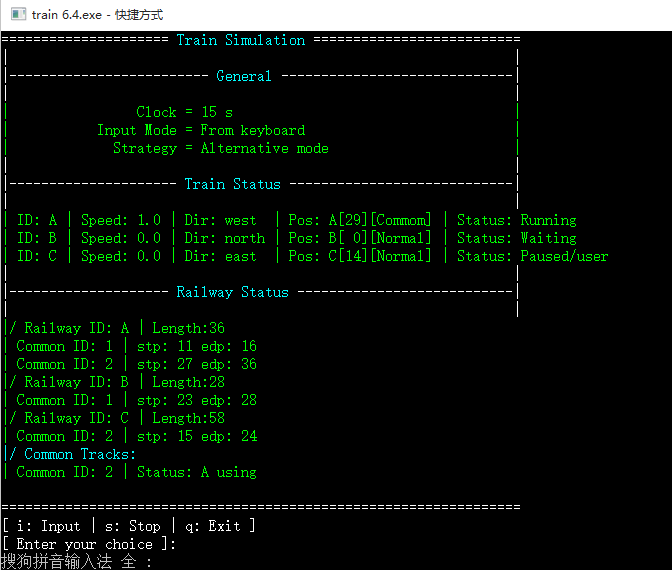 train 6.4.exe - 快捷方式
===================== Train Simulation ==========================
|------------------------- General -----------------------------|
Clock = 15 s
Input Mode = From keyboard
Strategy = Alternative mode
|--------------------- Train Status ----------------------------|
| ID: A | Speed: 1.0 | Dir: west  | Pos: A[29][Commom] | Status: Running
| ID: B | Speed: 0.0 | Dir: north | Pos: B[ 0][Normal] | Status: Waiting
| ID: C | Speed: 0.0 | Dir: east  | Pos: C[14][Normal] | Status: Paused/user
|-------------------- Railway Status ---------------------------|
|/ Railway ID: A | Length:36
| Common ID: 1 | stp: 11 edp: 16
| Common ID: 2 | stp: 27 edp: 36
|/ Railway ID: B | Length:28
| Common ID: 1 | stp: 23 edp: 28
|/ Railway ID: C | Length:58
| Common ID: 2 | stp: 15 edp: 24
|/ Common Tracks:
| Common ID: 2 | Status: A using
=================================================================
[ i: Input | s: Stop | q: Exit ]
[ Enter your choice ]:
搜狗拼音输入法 全 :